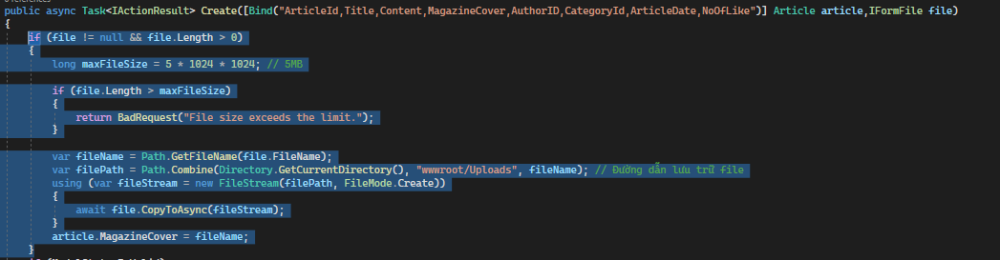 public async Task<IActionResult> Create([Bind("ArticleId,Title,Content,MagazineCover,AuthorID,CategoryId,ArticleDate,NoOfLike")] Article article,IFormFile file)
{
if (file != null && file.Length > 0)
{
long maxFileSize = 5 * 1024 * 1024; // 5MB
if (file.Length > maxFileSize)
{
return BadRequest("File size exceeds the limit.");
}
var fileName = Path.GetFileName(file.FileName);
var filePath = Path.Combine(Directory.GetCurrentDirectory(), "wwwroot/Uploads", fileName); // Đường dẫn lưu trữ file
using (var fileStream = new FileStream(filePath, FileMode.Create))
{
await file.CopyToAsync(fileStream);
}
article.MagazineCover = fileName;
}